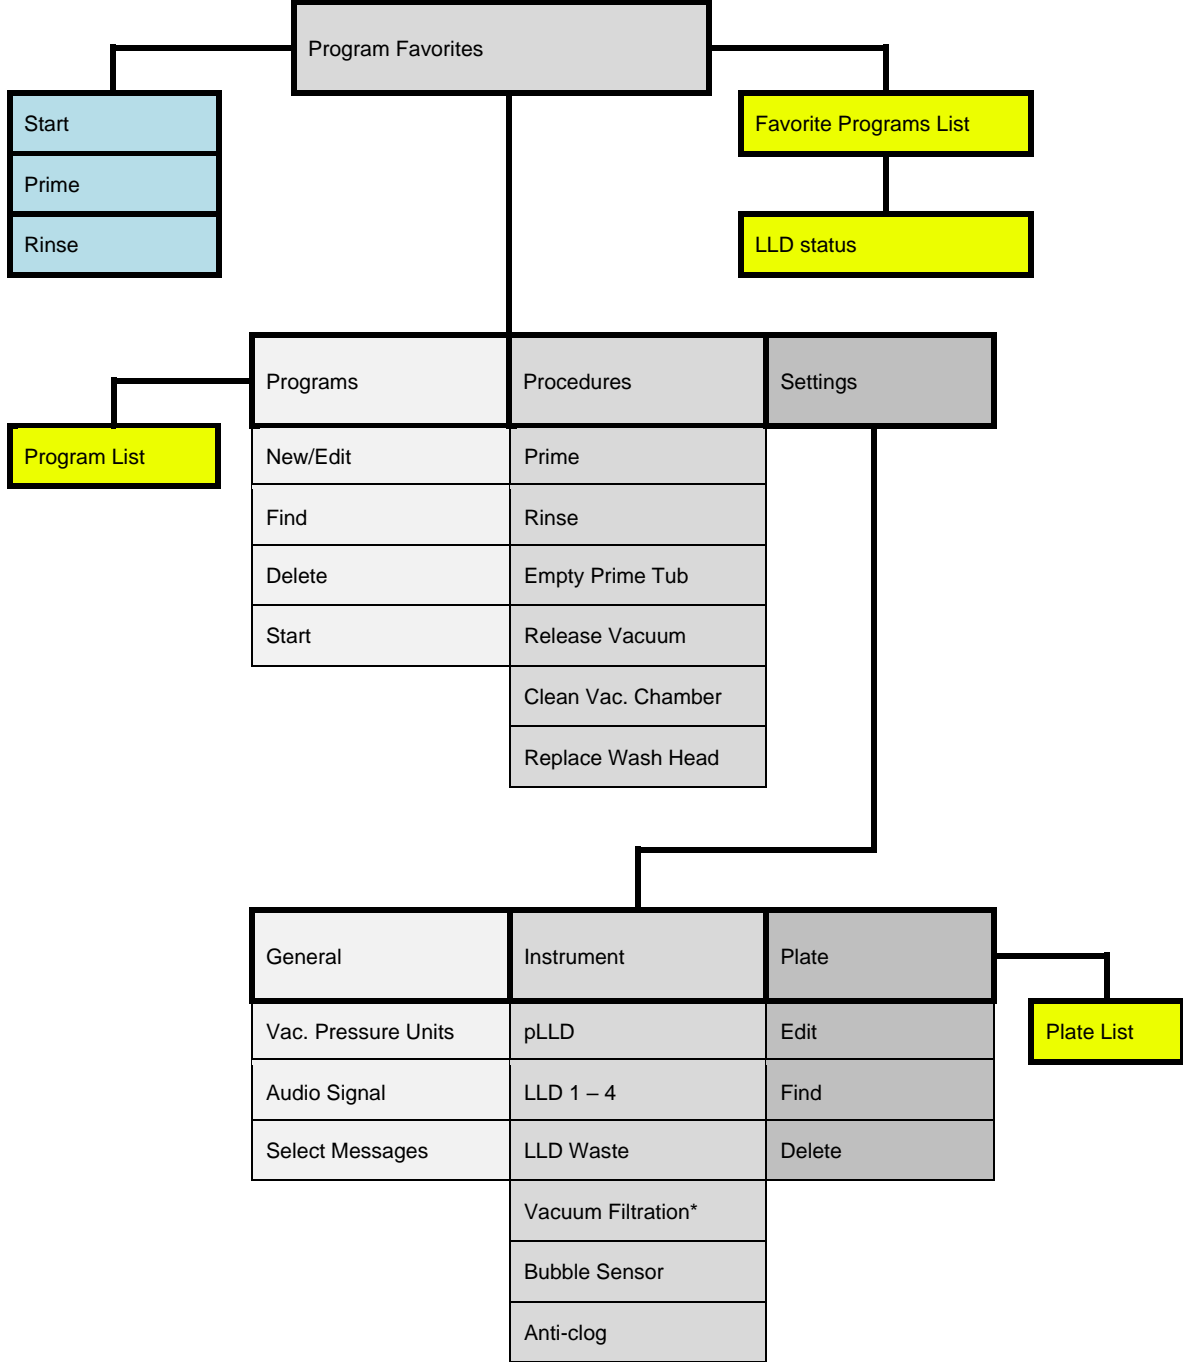 Program Favorites
Start
Prime
Rinse
Favorite Programs List
LLD status
Programs
Procedures
Settings
Program List
New/Edit
Prime
Find
Rinse
Delete
Empty Prime Tub
Start
Release Vacuum
Clean Vac. Chamber
Replace Wash Head
General
Instrument
Plate
Vac. Pressure Units
pLLD
Edit
Plate List
Audio Signal
LLD 1 – 4
Find
Select Messages
LLD Waste
Delete
Vacuum Filtration*
Bubble Sensor
Anti-clog